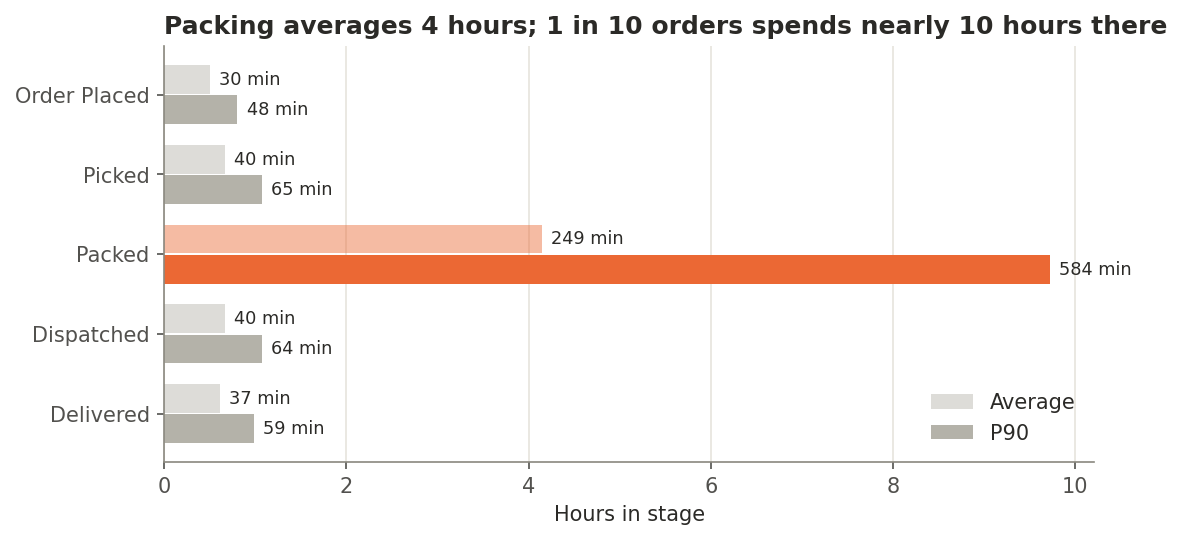 Packing averages 4 hours; 1 in 10 orders spends nearly 10 hours there
Order Placed
30 min
48 min
Picked
40 min
65 min
Packed
249 min
584 min
Dispatched
40 min
64 min
Delivered
37 min
59 min
Average
P90
0 2 4 6 8 10
Hours in stage